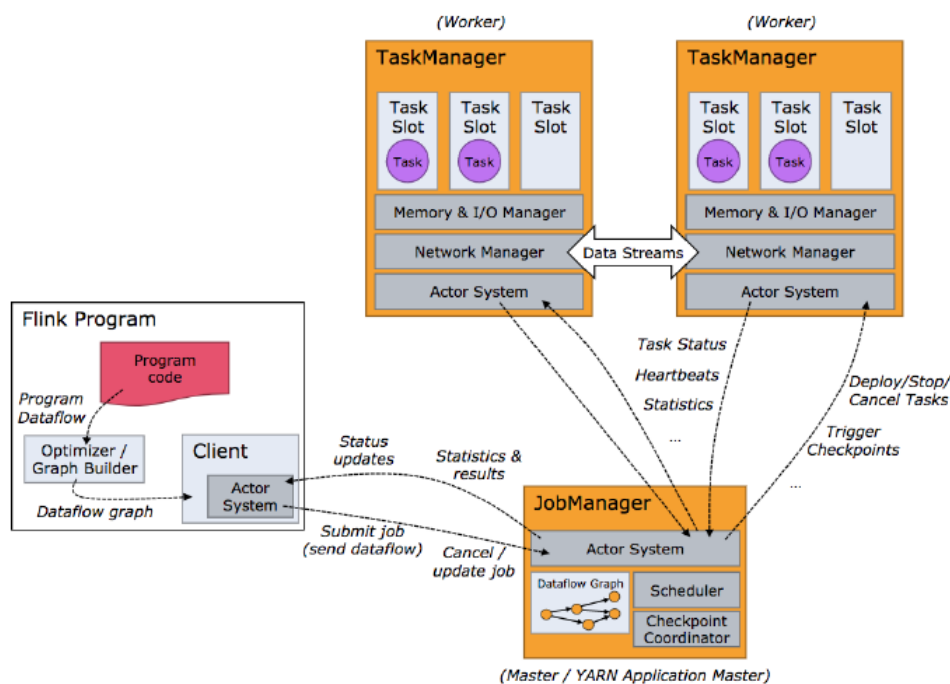 (Worker)
(Worker)
TaskManager
TaskManager
Task
Slot
Task
Slot
Task
Slot
Task
Slot
Task
Slot
Task
Slot
Task
Task
Task
Task
Memory & I/O Manager
Memory & I/O Manager
Network Manager
Data Streams
Network Manager
Actor System
Actor System
Flink Program
Program
code
Program
Dataflow
Optimizer /
Graph Builder
Client
Actor
System
Dataflow graph
Status
updates
Statistics &
results
Submit job
(send dataflow)
Cancel /
update job
Task Status
Heartbeats
Statistics
...
Deploy/Stop/
Cancel Tasks
Trigger
Checkpoints
...
JobManager
Actor System
Dataflow Graph
Scheduler
Checkpoint
Coordinator
(Master / YARN Application Master)